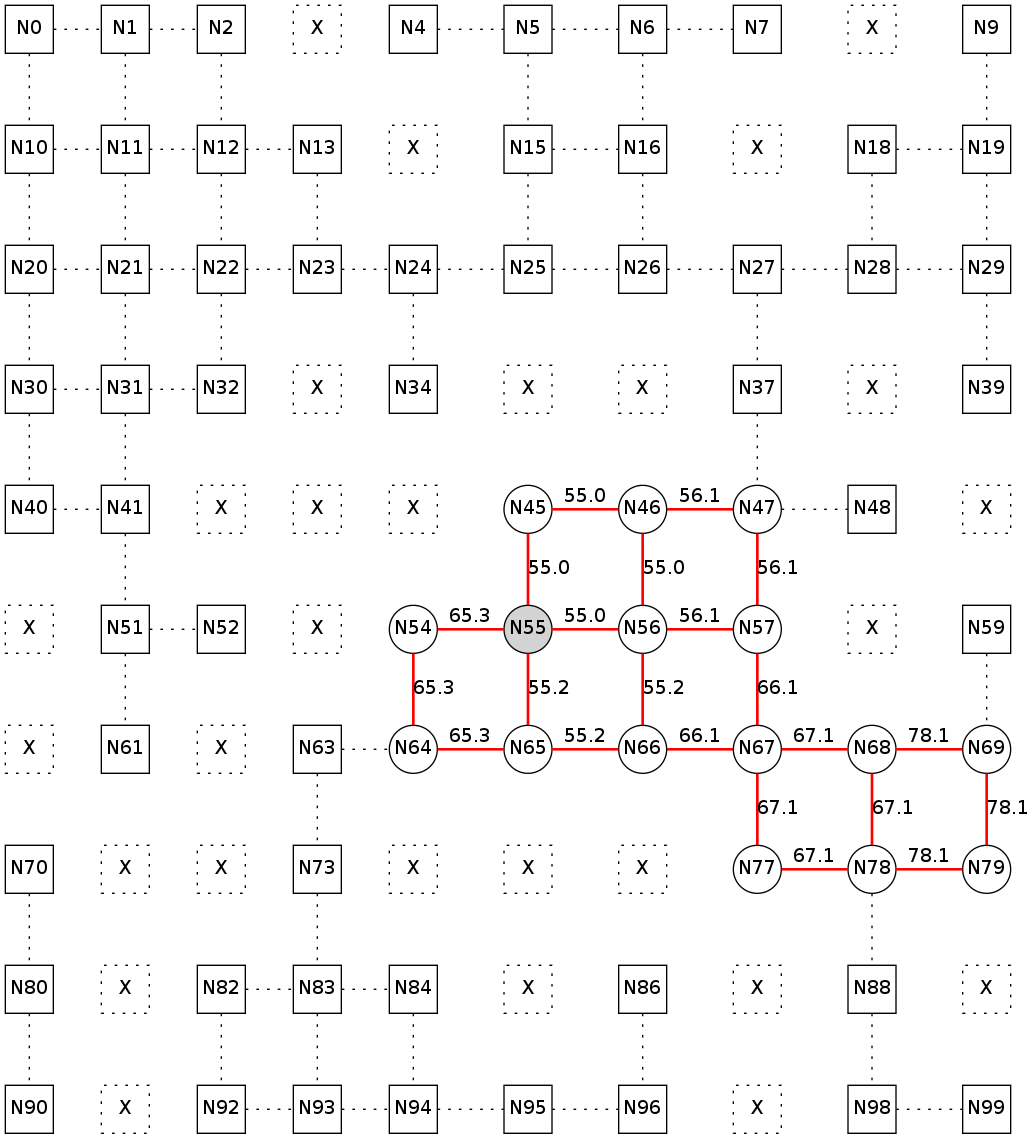 N0 N1 N2 X N4 N5 N6 N7 X N9
N10 N11 N12 N13 X N15 N16 X N18 N19
N20 N21 N22 N23 N24 N25 N26 N27 N28 N29
N30 N31 N32 X N34 X X N37 X N39
55.0 56.1
N40 N41 X X X N45 N46 N47 N48 X
55.0 55.0 56.1
65.3 55.0 56.1
X N51 N52 X N54 N55 N56 N57 X N59
65.3 55.2 55.2 66.1
65.3 55.2 66.1 67.1 78.1
X N61 X N63 N64 N65 N66 N67 N68 N69
67.1 67.1 78.1
67.1 78.1
N70 X X N73 X X X N77 N78 N79
N80 X N82 N83 N84 X N86 X N88 X
N90 X N92 N93 N94 N95 N96 X N98 N99